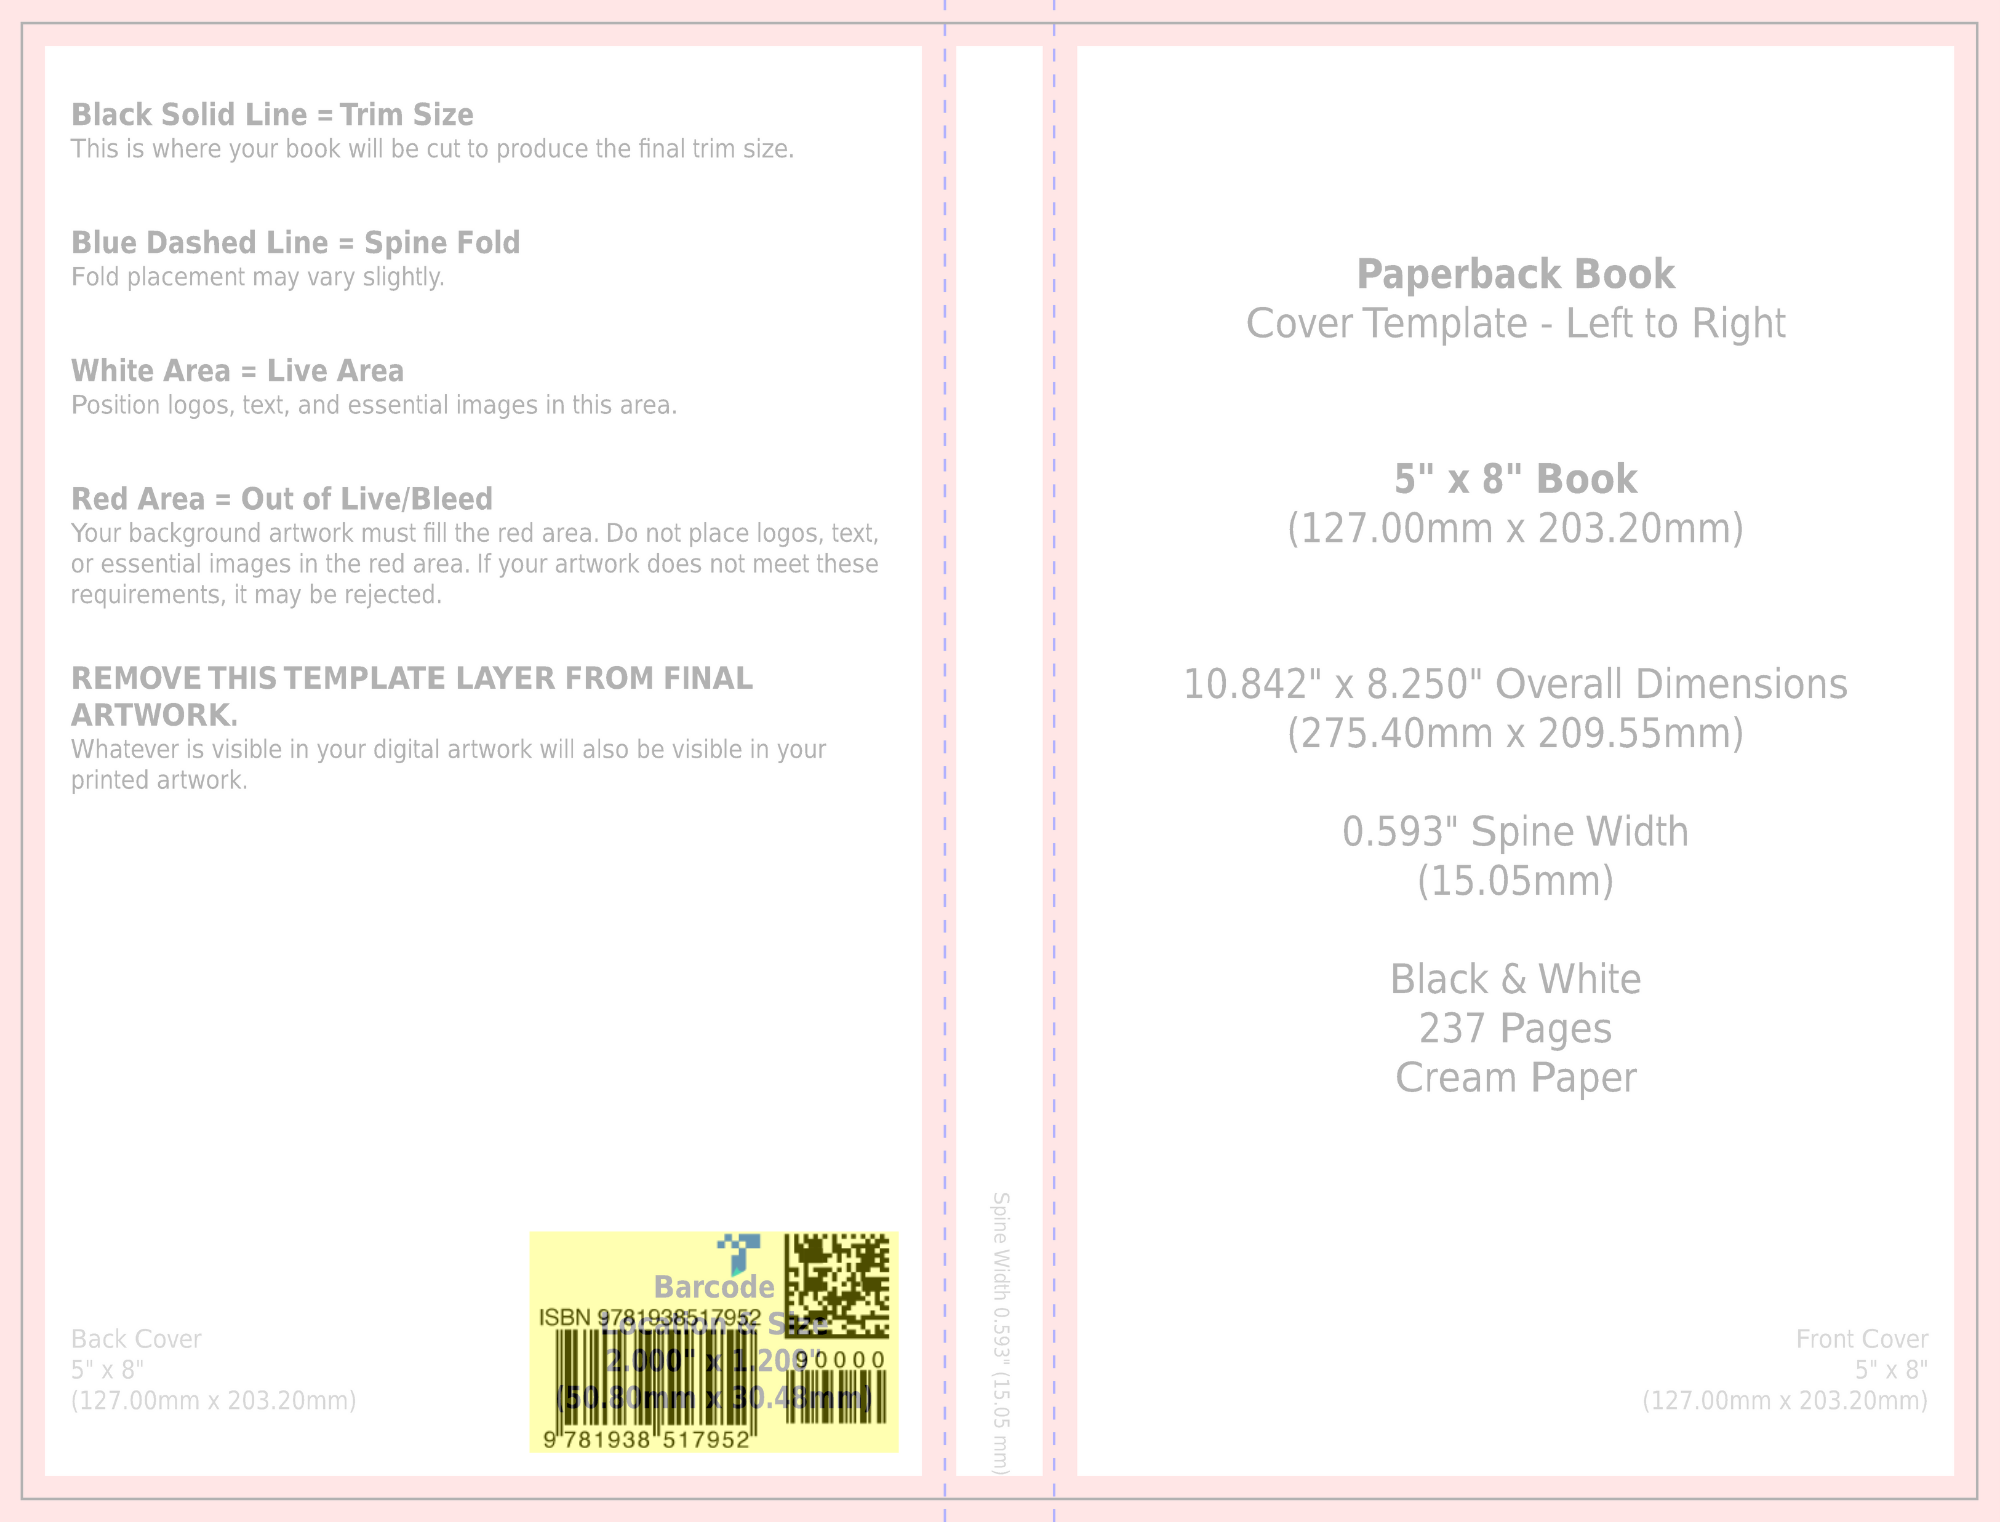 Black Solid Line = Trim Size
This is where your book will be cut to produce the final trim size.
Blue Dashed Line = Spine Fold
Fold placement may vary slightly.
White Area = Live Area
Position logos, text, and essential images in this area.
Red Area = Out of Live/Bleed
Your background artwork must fill the red area. Do not place logos, text,
or essential images in the red area. If your artwork does not meet these
requirements, it may be rejected.
REMOVE THIS TEMPLATE LAYER FROM FINAL
ARTWORK.
Whatever is visible in your digital artwork will also be visible in your
printed artwork.
Back Cover
5" x 8"
(127.00mm x 203.20mm)
Barcode
Location & Size
2.000" x 1.200"
(50.80mm x 30.48mm)
ISBN 9781938517952
90000
9 781938 517952
Spine Width 0.593" (15.05 mm)
Paperback Book
Cover Template - Left to Right
5" x 8" Book
(127.00mm x 203.20mm)
10.842" x 8.250" Overall Dimensions
(275.40mm x 209.55mm)
0.593" Spine Width
(15.05mm)
Black & White
237 Pages
Cream Paper
Front Cover
5" x 8"
(127.00mm x 203.20mm)